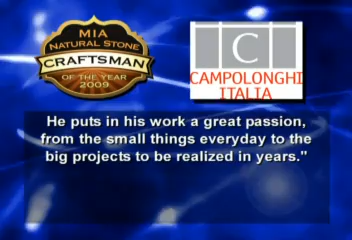 MIA
NATURAL STONE
CRAFTSMAN
OF THE YEAR
2009
C
CAMPOLONGHI
ITALIA
He puts in his work a great passion,
from the small things everyday to the
big projects to be realized in years."